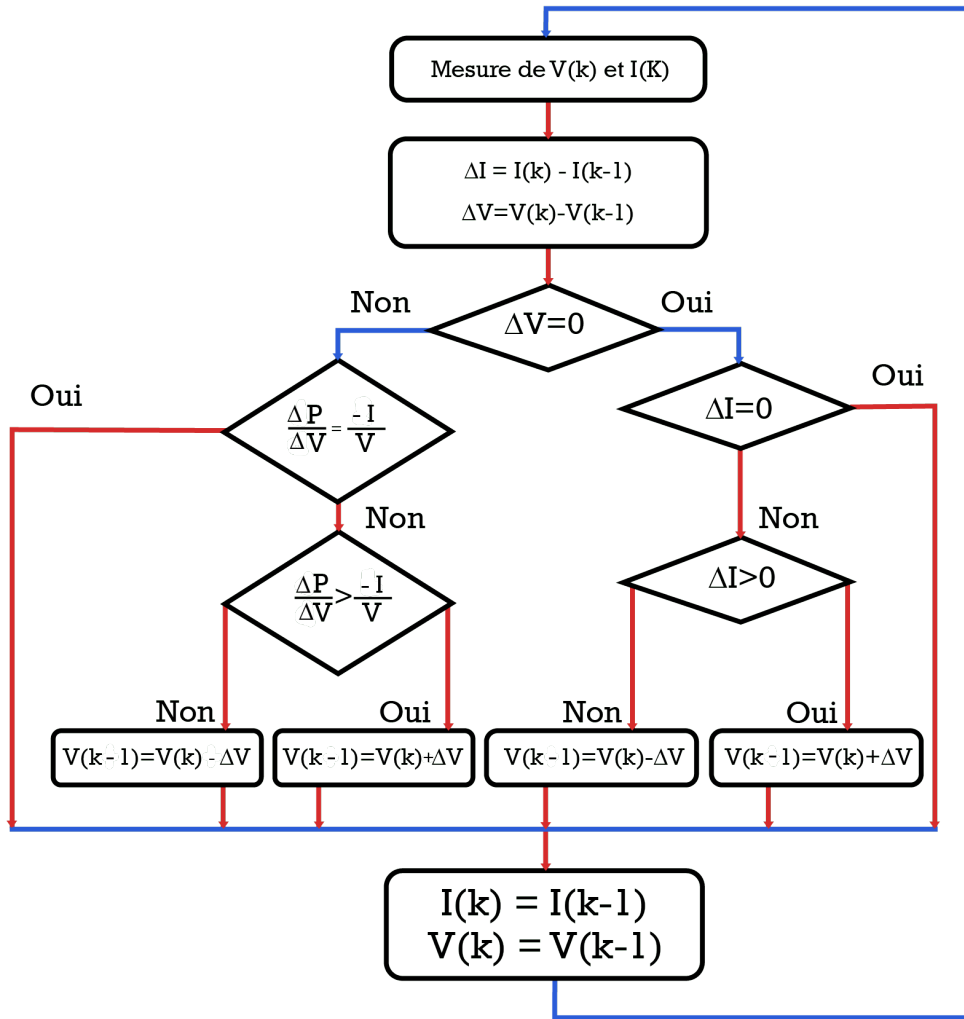 Mesure de V(k) et I(K)
ΔI = I(k) - I(k-1)
ΔV=V(k)-V(k-1)
Non
Oui
ΔV=0
Oui
Oui
ΔP/ΔV = -I/V
ΔI=0
Non
Non
ΔP/ΔV > -I/V
ΔI>0
Non
Oui
Non
Oui
V(k-1)=V(k)-ΔV
V(k-1)=V(k)+ΔV
V(k-1)=V(k)-ΔV
V(k-1)=V(k)+ΔV
I(k) = I(k-1)
V(k) = V(k-1)